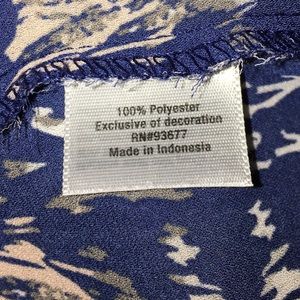 100% Polyester
Exclusive of decoration
RN#93677
Made in Indonesia